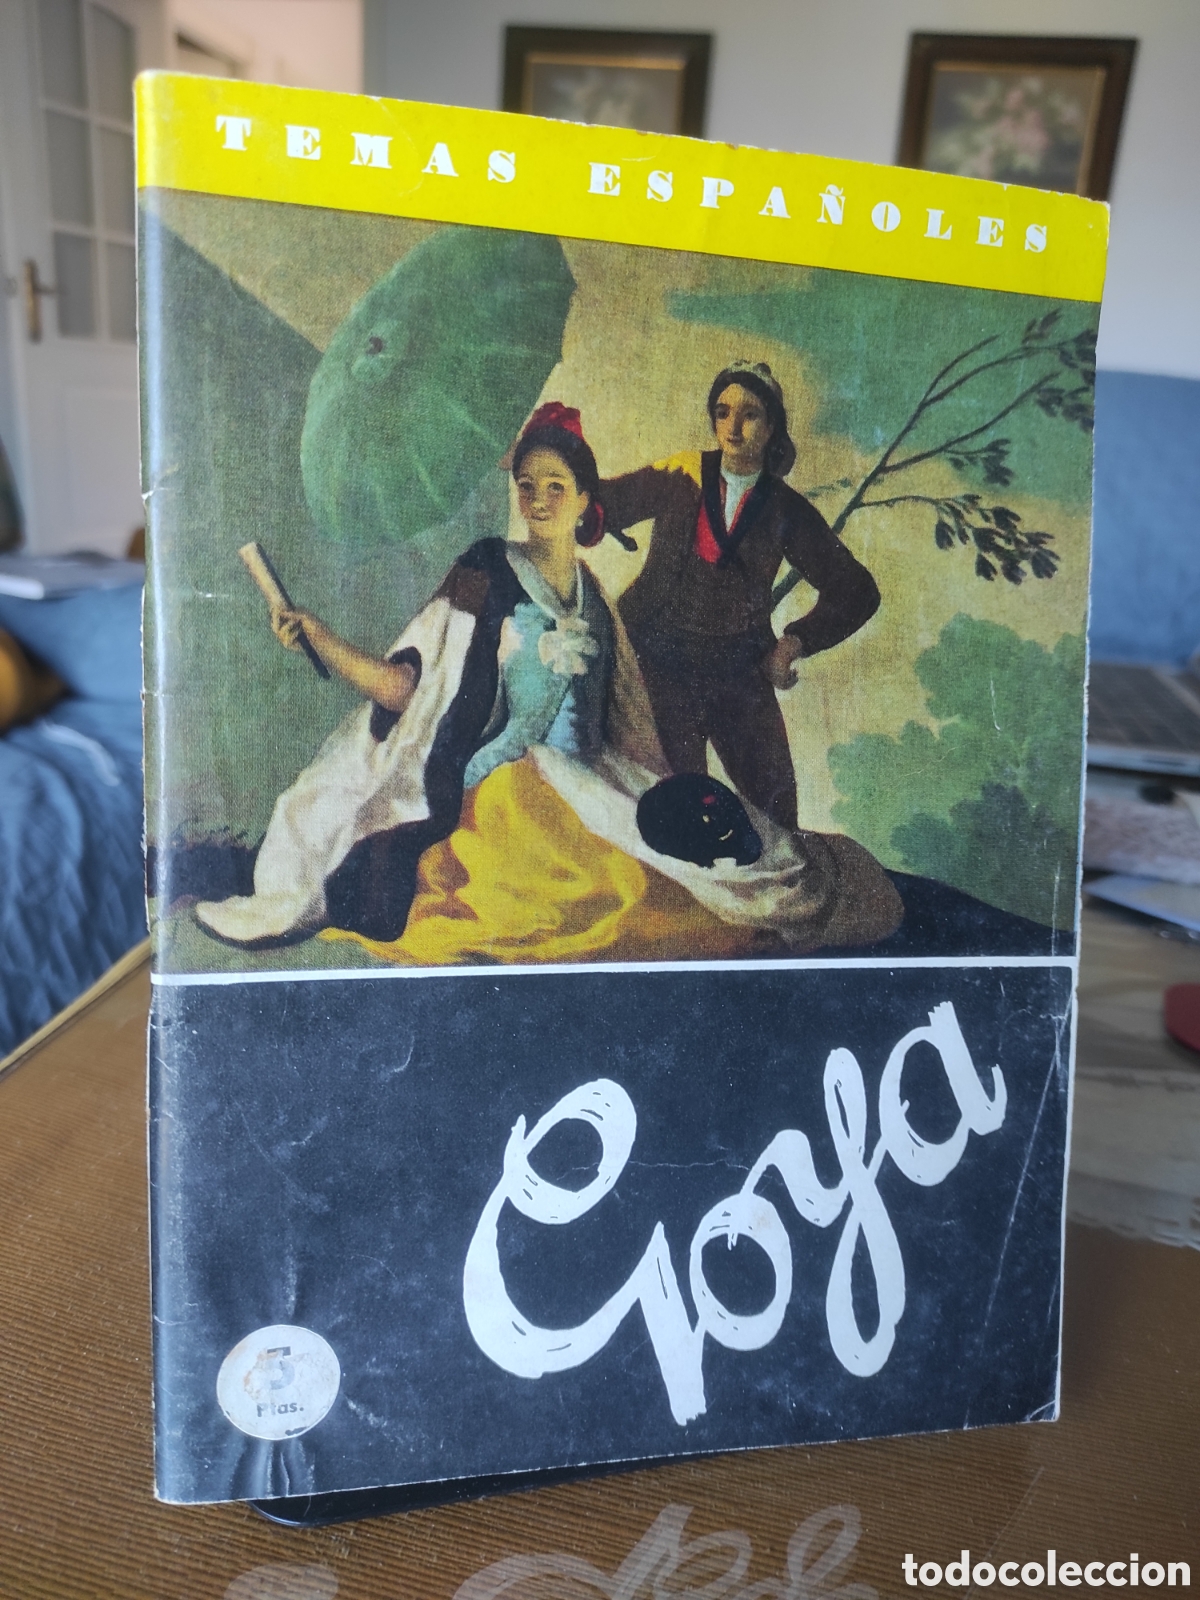 TEMAS ESPAÑOLES
Goya
Ptas.
todocoleccion